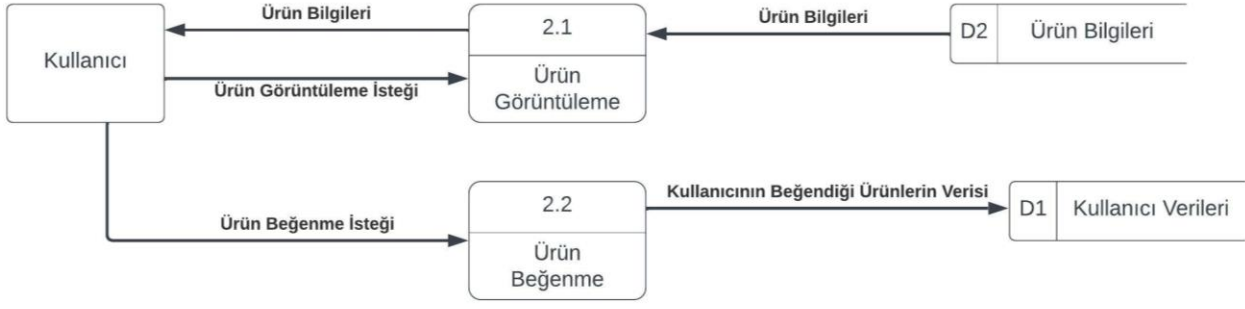 Ürün Bilgileri
Ürün Bilgileri
2.1
D2
Ürün Bilgileri
Kullanıcı
Ürün
Görüntüleme
Ürün Görüntüleme İsteği
Kullanıcının Beğendiği Ürünlerin Verisi
2.2
D1
Kullanıcı Verileri
Ürün Beğenme İsteği
Ürün
Beğenme